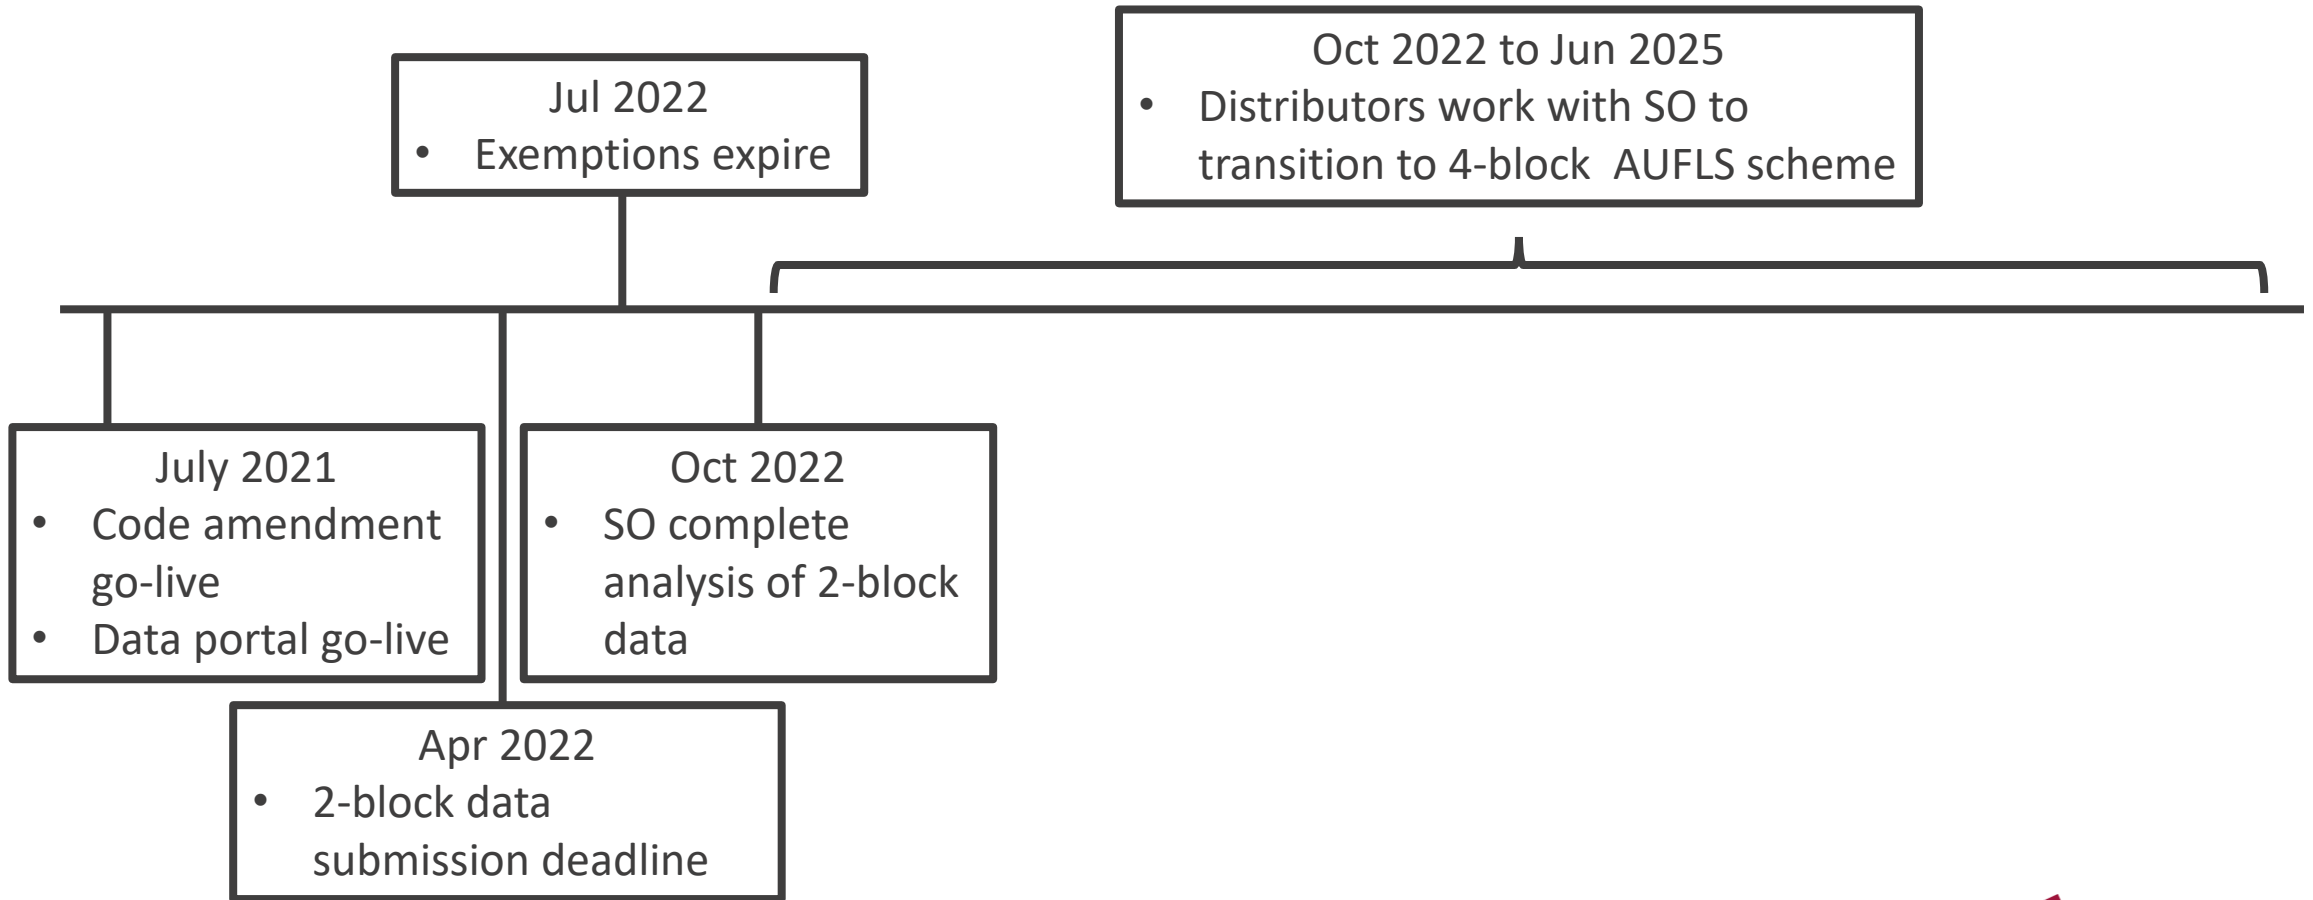 Jul 2022
• Exemptions expire
Oct 2022 to Jun 2025
• Distributors work with SO to
transition to 4-block AUFLS scheme
July 2021
• Code amendment
go-live
• Data portal go-live
Oct 2022
• SO complete
analysis of 2-block
data
Apr 2022
• 2-block data
submission deadline